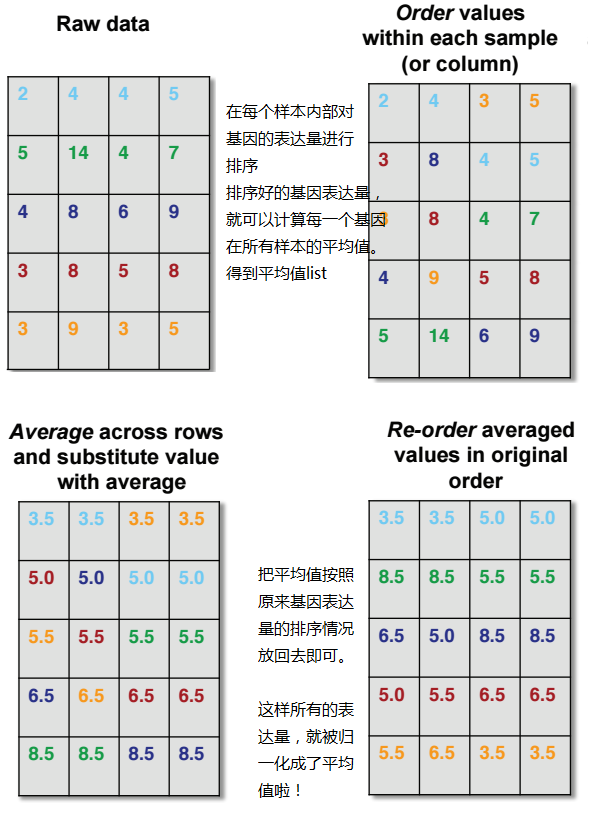 Raw data
2 4 4 5
5 14 4 7
4 8 6 9
3 8 5 8
3 9 3 5
在每个样本内部对
基因的表达量进行
排序
排序好的基因表达量，
就可以计算每一个基因
在所有样本的平均值。
得到平均值list
Order values
within each sample
(or column)
2 4 3 5
3 8 4 5
3 8 4 7
4 9 5 8
5 14 6 9
Average across rows
and substitute value
with average
3.5 3.5 3.5 3.5
5.0 5.0 5.0 5.0
5.5 5.5 5.5 5.5
6.5 6.5 6.5 6.5
8.5 8.5 8.5 8.5
把平均值按照
原来基因表达
量的排序情况
放回去即可。
这样所有的表
达量，就被归
一化成了平均
值啦！
Re-order averaged
values in original
order
3.5 3.5 5.0 5.0
8.5 8.5 5.5 5.5
6.5 5.0 8.5 8.5
5.0 5.5 6.5 6.5
5.5 6.5 3.5 3.5